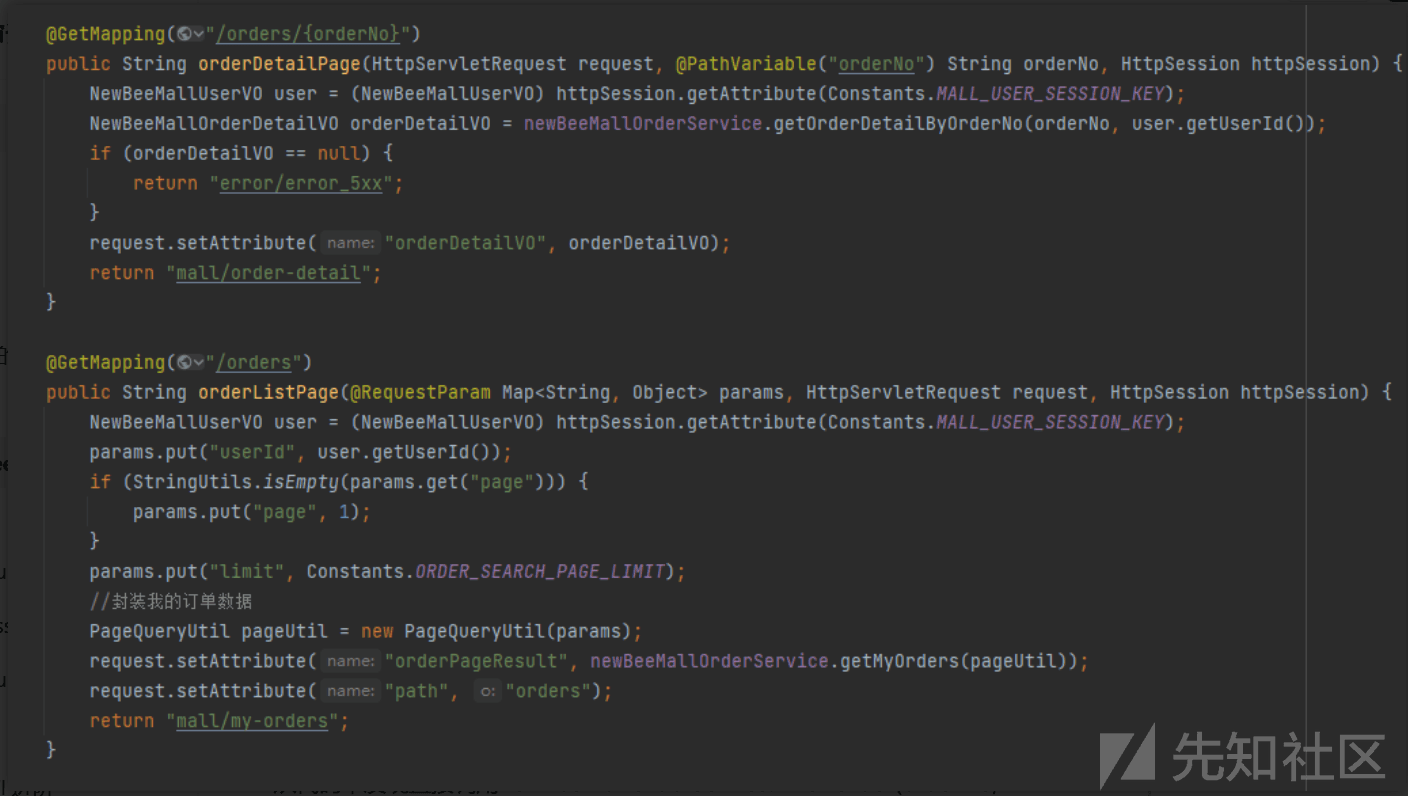 @GetMapping("/orders/{orderNo}")
public String orderDetailPage(HttpServletRequest request, @PathVariable("orderNo") String orderNo, HttpSession httpSession) {
    NewBeeMallUserVO user = (NewBeeMallUserVO) httpSession.getAttribute(Constants.MALL_USER_SESSION_KEY);
    NewBeeMallOrderDetailVO orderDetailVO = newBeeMallOrderService.getOrderDetailByOrderNo(orderNo, user.getUserId());
    if (orderDetailVO == null) {
        return "error/error_5xx";
    }
    request.setAttribute( name: "orderDetailVO", orderDetailVO);
    return "mall/order-detail";
}
@GetMapping("/orders")
public String orderListPage(@RequestParam Map<String, Object> params, HttpServletRequest request, HttpSession httpSession) {
    NewBeeMallUserVO user = (NewBeeMallUserVO) httpSession.getAttribute(Constants.MALL_USER_SESSION_KEY);
    params.put("userId", user.getUserId());
    if (StringUtils.isEmpty(params.get("page"))) {
        params.put("page", 1);
    }
    params.put("limit", Constants.ORDER_SEARCH_PAGE_LIMIT);
    //封装我的订单数据
    PageQueryUtil pageUtil = new PageQueryUtil(params);
    request.setAttribute( name: "orderPageResult", newBeeMallOrderService.getMyOrders(pageUtil));
    request.setAttribute( name: "path", o: "orders");
    return "mall/my-orders";
}
先知社区